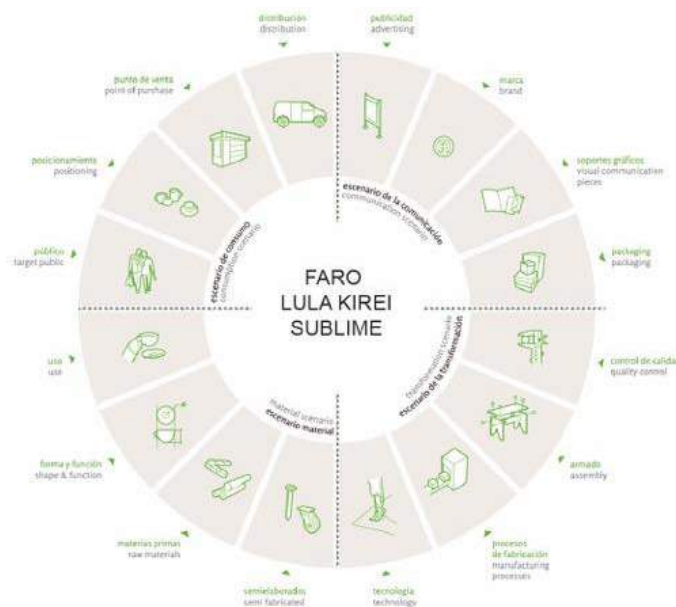 distribución
distribution
publicidad
advertising
marca
brand
soportes gráficos
visual communication
pieces
packaging
packaging
control de calida
quality control
armado
assembly
procesos
de fabricación
manufacturing
processes
tecnología
technology
semielaborados
semi fabricated
materias primas
raw materials
forma y función
shape & function
uso
use
público
target public
posicionamiento
positioning
punto de venta
point of purchase
escenario de la comunicación
communication scenario
transformation scenario
escenario de la transformación
material scenario
escenario material
escenario de consumo
consumption scenario
FARO
LULA KIREI
SUBLIME